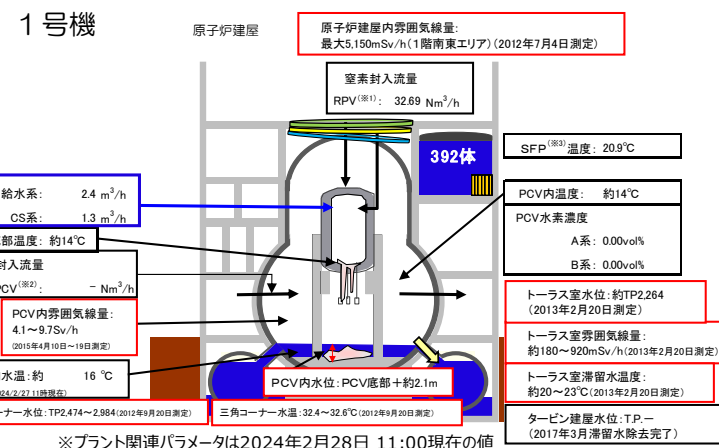 1号機
原子炉建屋
原子炉建屋内雰囲気線量:
最大5,150mSv/h(1階南東エリア)(2012年7月4日測定)
窒素封入流量
RPV(※1): 32.69 Nm³/h
392体
SFP(※3)温度: 20.9℃
給水系: 2.4 m³/h
CS系: 1.3 m³/h
PCV内温度: 約14℃
PCV水素濃度
A系: 0.00vol%
B系: 0.00vol%
部温度: 約14℃
封入流量
PCV(※2): － Nm³/h
PCV内雰囲気線量:
4.1～9.7Sv/h
(2015年4月10日～19日測定)
トーラス室水位:約TP2,264
(2013年2月20日測定)
トーラス室雰囲気線量:
約180～920mSv/h(2013年2月20日測定)
トーラス室滞留水温度:
約20～23℃(2013年2月20日測定)
水温:約 16 ℃
24/2/27 11時現在)
PCV内水位:PCV底部＋約2.1m
ーナー水位:TP2,474～2,984(2012年9月20日測定)
三角コーナー水温:32.4～32.6℃(2012年9月20日測定)
タービン建屋水位:T.P.－
(2017年3月滞留水除去完了)
※プラント関連パラメータは2024年2月28日 11:00現在の値